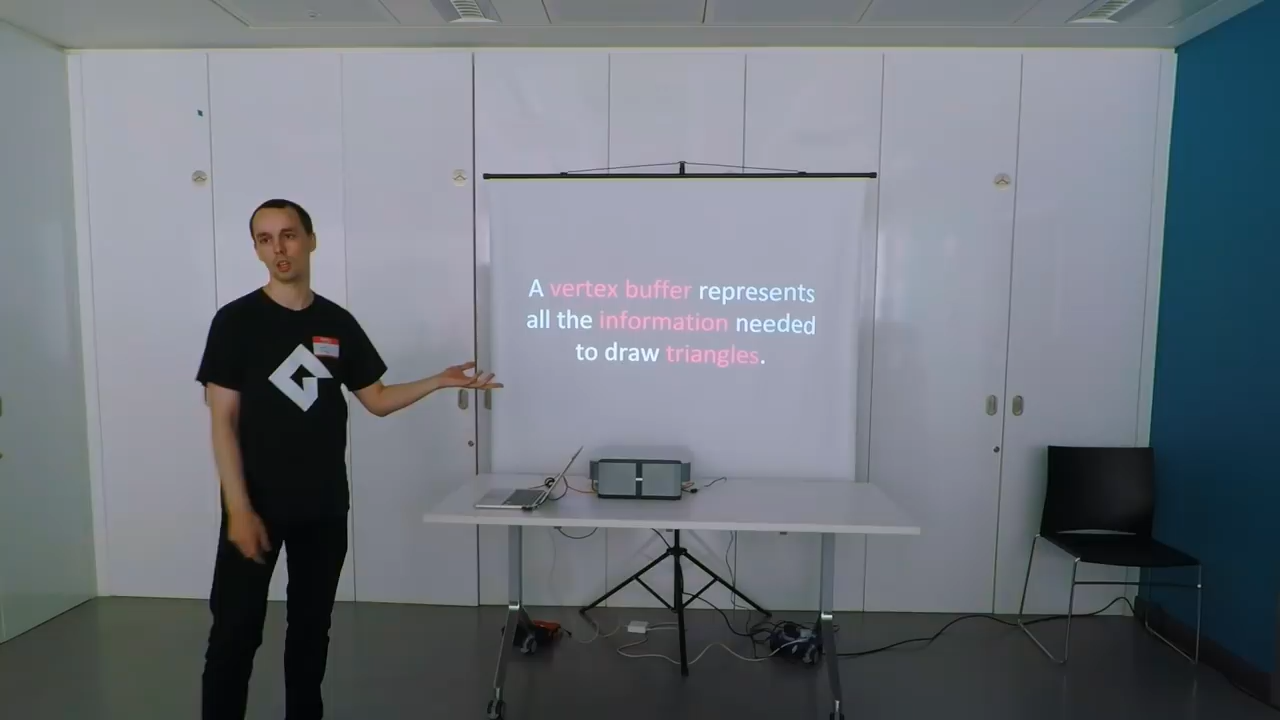 A vertex buffer represents
all the information needed
to draw triangles.